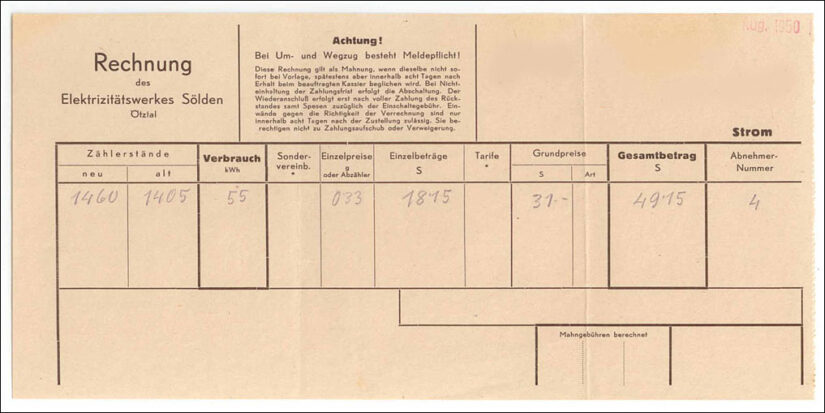 Aug. 1950
Rechnung
des
Elektrizitätswerkes Sölden
Ötztal
Achtung!
Bei Um- und Wegzug besteht Meldepflicht!
Diese Rechnung gilt als Mahnung, wenn dieselbe nicht so-
fort bei Vorlage, spätestens aber innerhalb acht Tagen nach
Erhalt beim beauftragten Kassier beglichen wird. Bei Nicht-
einhaltung der Zahlungsfrist erfolgt die Abschaltung. Der
Wiederanschluß erfolgt erst nach voller Zahlung des Rück-
standes samt Spesen zuzüglich der Einschaltegebühr. Ein-
wände gegen die Richtigkeit der Verrechnung sind nur
innerhalb acht Tagen nach der Zustellung zulässig. Sie be-
rechtigen nicht zu Zahlungsaufschub oder Verweigerung.
Strom
Zählerstände
neu alt
Verbrauch
kWh
Sonder-
vereinb.
*
Einzelpreise
g
oder Abzähler
Einzelbeträge
S
Tarife
*
Grundpreise
S Art
Gesamtbetrag
S
Abnehmer-
Nummer
1460 1405 55 033 18·15 31.- 49·15 4
Mahngebühren berechnet